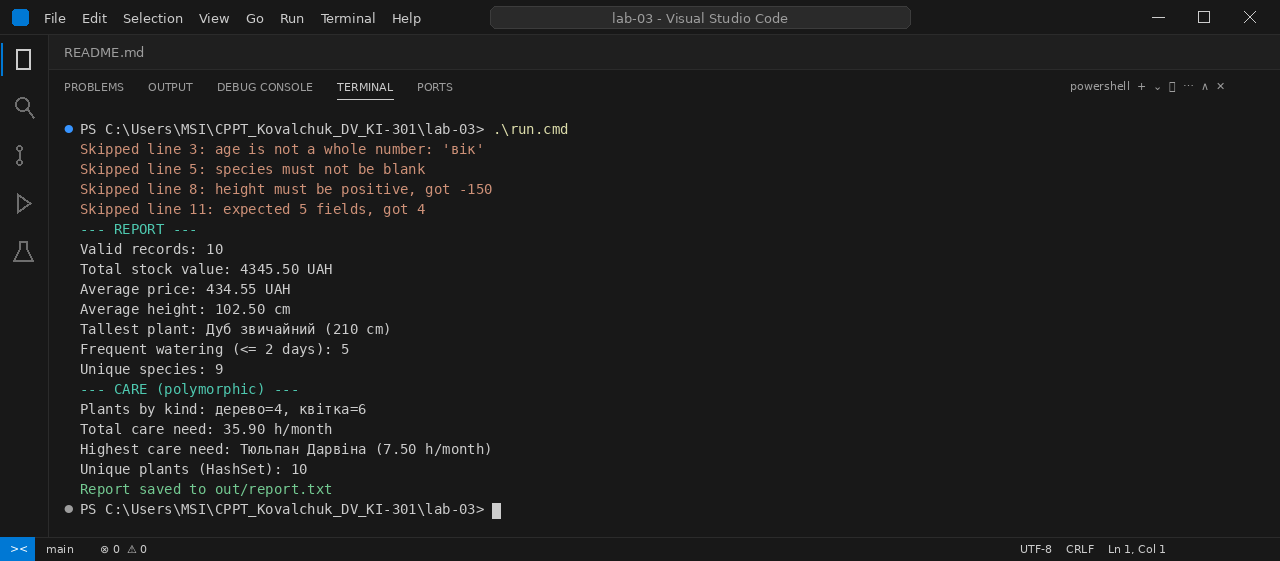 File Edit Selection View Go Run Terminal Help
lab-03 - Visual Studio Code
README.md
PROBLEMS OUTPUT DEBUG CONSOLE TERMINAL PORTS
powershell + ⌄ ··· ∧ ×
PS C:\Users\MSI\CPPT_Kovalchuk_DV_KI-301\lab-03> .\run.cmd
Skipped line 3: age is not a whole number: 'вік'
Skipped line 5: species must not be blank
Skipped line 8: height must be positive, got -150
Skipped line 11: expected 5 fields, got 4
--- REPORT ---
Valid records: 10
Total stock value: 4345.50 UAH
Average price: 434.55 UAH
Average height: 102.50 cm
Tallest plant: Дуб звичайний (210 cm)
Frequent watering (<= 2 days): 5
Unique species: 9
--- CARE (polymorphic) ---
Plants by kind: дерево=4, квітка=6
Total care need: 35.90 h/month
Highest care need: Тюльпан Дарвіна (7.50 h/month)
Unique plants (HashSet): 10
Report saved to out/report.txt
PS C:\Users\MSI\CPPT_Kovalchuk_DV_KI-301\lab-03>
>< main ⊗ 0 ⚠ 0
UTF-8 CRLF Ln 1, Col 1